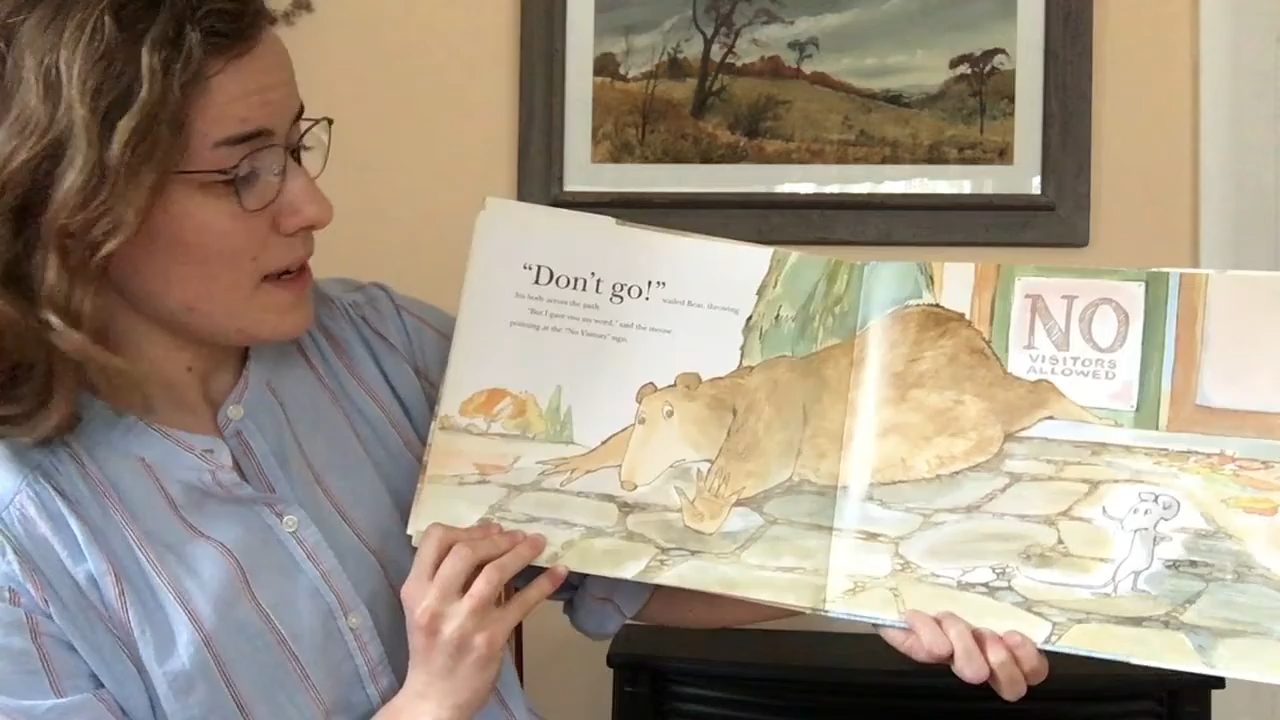 “Don’t go!” wailed Bear, throwing
his body across the path.
“But I gave you my word,” said the mouse
pointing at the “No Visitors” sign.
NO
VISITORS
ALLOWED